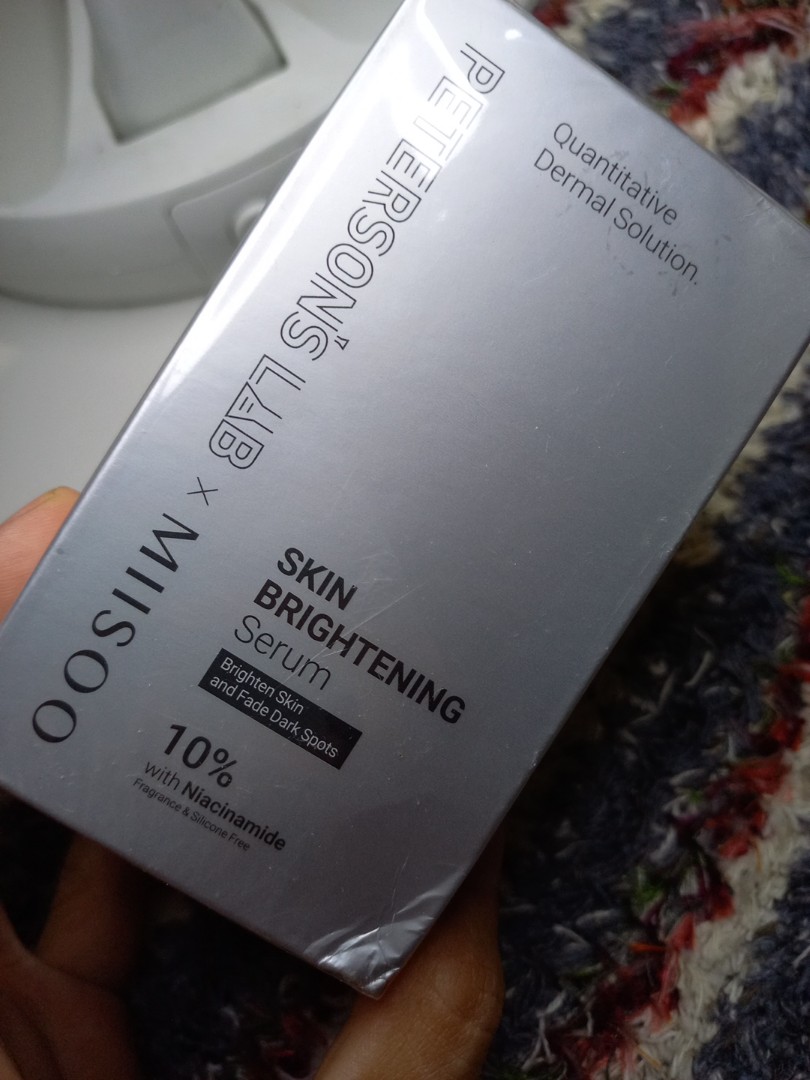 PETERSON'S LAB × MIISOO
Quantitative
Dermal Solution.
SKIN
BRIGHTENING
Serum
Brighten Skin
and Fade Dark Spots
10%
with Niacinamide
Fragrance & Silicone Free